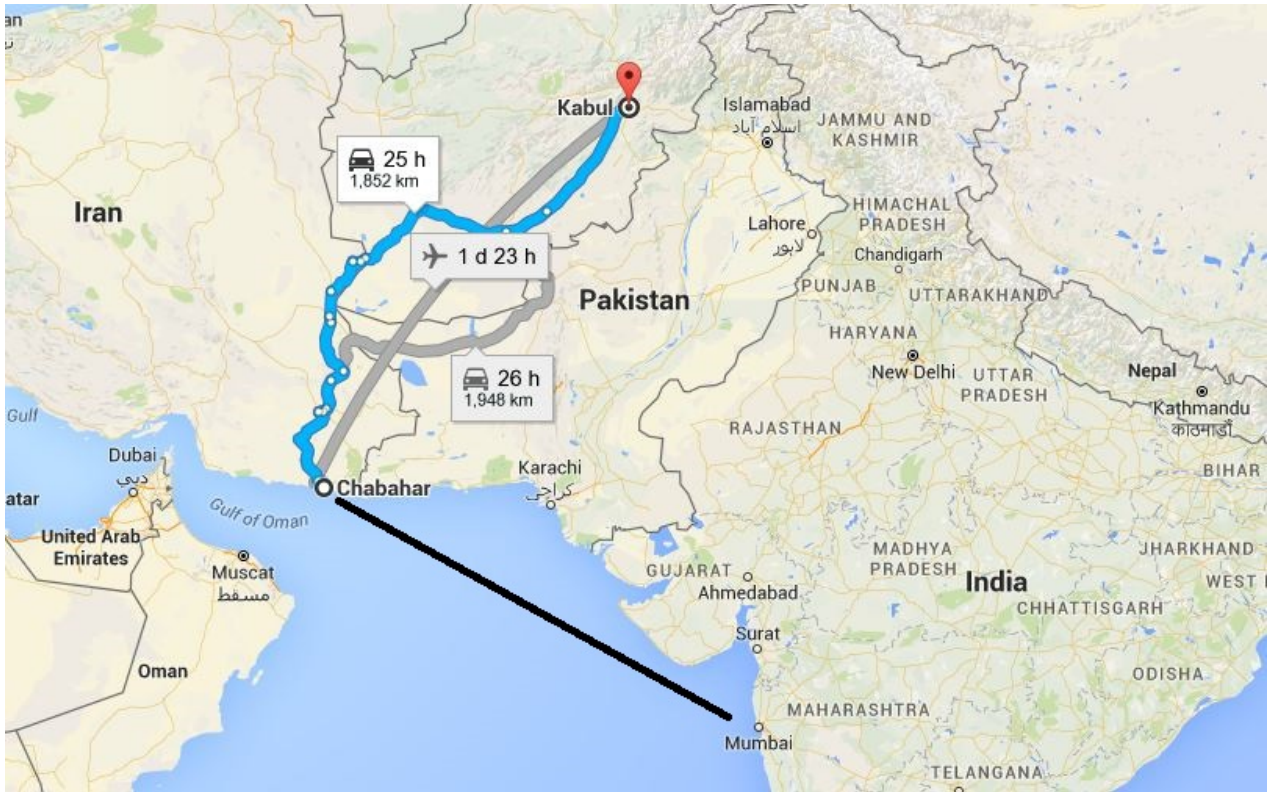 an
Kabul
Islamabad
اسلام آباد
JAMMU AND
KASHMIR
25 h
1,852 km
Iran
HIMACHAL
PRADESH
Lahore
لاہور
1 d 23 h
Chandigarh
PUNJAB
UTTARAKHAND
Pakistan
HARYANA
New Delhi
UTTAR
PRADESH
Nepal
26 h
1,948 km
Kathmandu
काठमाडौं
Gulf
RAJASTHAN
Dubai
دبي
BIHAR
Karachi
کراچی
Chabahar
atar
Gulf of Oman
United Arab
Emirates
Muscat
مسقط
MADHYA
PRADESH
JHARKHAND
GUJARAT
Ahmedabad
India
WEST
CHHATTISGARH
Surat
Oman
ODISHA
MAHARASHTRA
Mumbai
TELANGANA